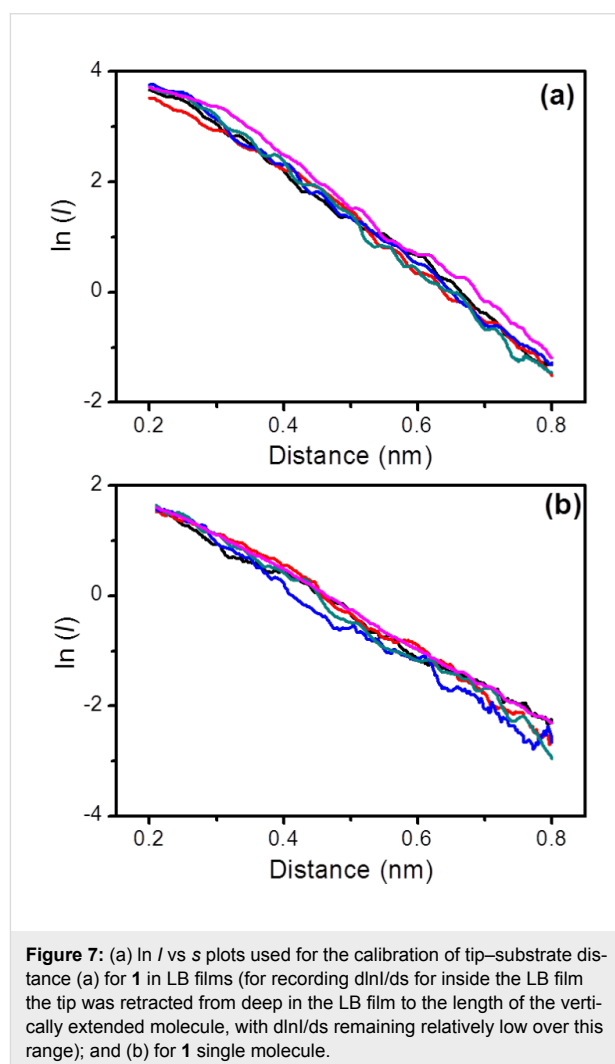 4
(a)
2
ln (I)
0
-2
0.2 0.4 0.6 0.8
Distance (nm)
2
(b)
0
ln (I)
-2
-4
0.2 0.4 0.6 0.8
Distance (nm)
Figure 7: (a) ln I vs s plots used for the calibration of tip–substrate dis-
tance (a) for 1 in LB films (for recording dlnI/ds for inside the LB film
the tip was retracted from deep in the LB film to the length of the verti-
cally extended molecule, with dlnI/ds remaining relatively low over this
range); and (b) for 1 single molecule.